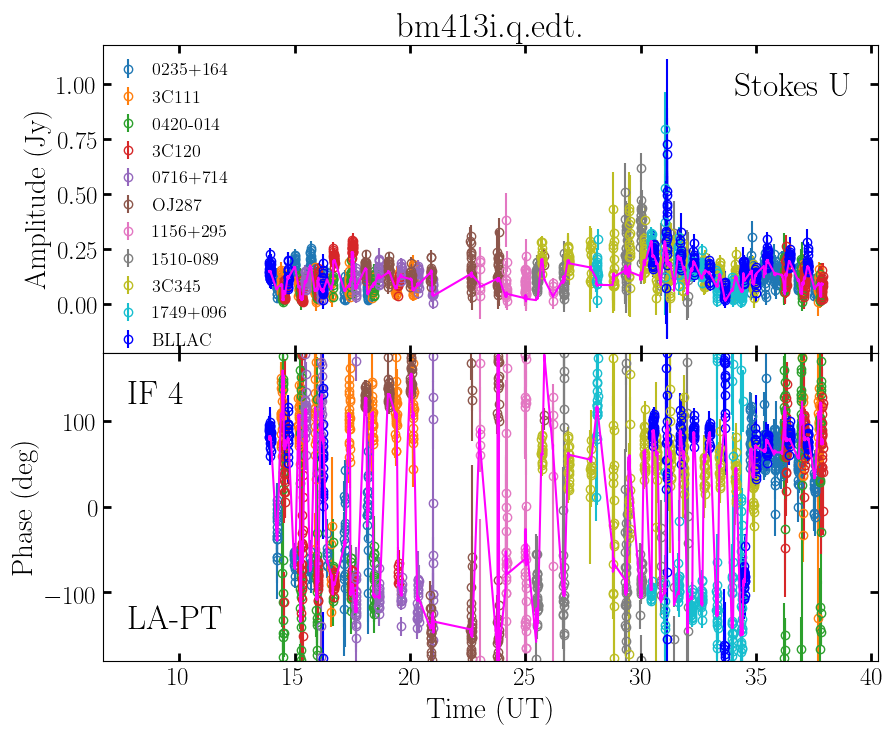 bm413i.q.edt.
Stokes U
Amplitude (Jy)
1.00
0.75
0.50
0.25
0.00
0235+164
3C111
0420-014
3C120
0716+714
OJ287
1156+295
1510-089
3C345
1749+096
BLLAC
IF 4
LA-PT
Phase (deg)
100
0
−100
10
15
20
25
30
35
40
Time (UT)